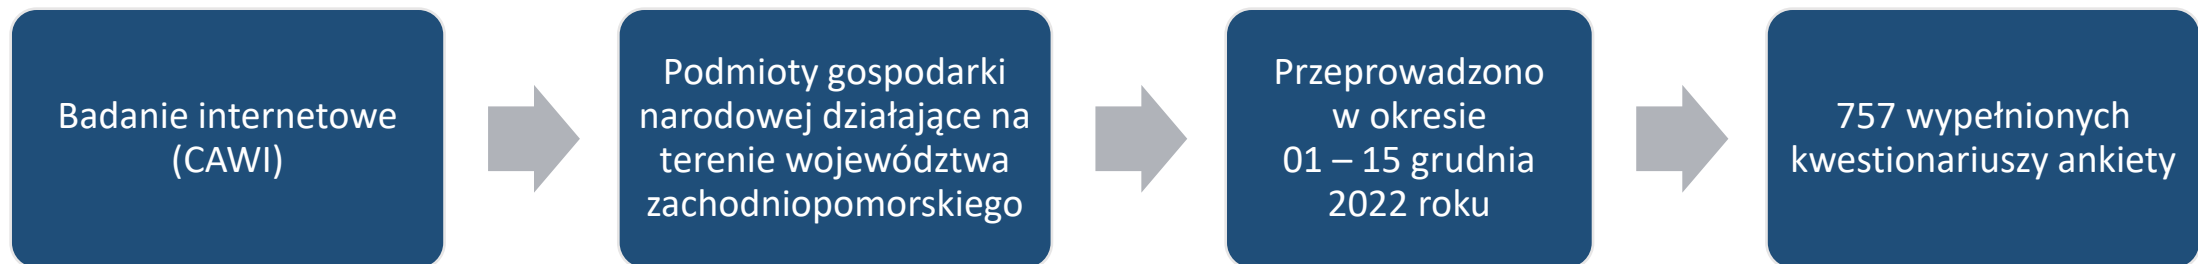 Badanie internetowe
(CAWI)
Podmioty gospodarki
narodowej działające na
terenie województwa
zachodniopomorskiego
Przeprowadzono
w okresie
01 – 15 grudnia
2022 roku
757 wypełnionych
kwestionariuszy ankiety